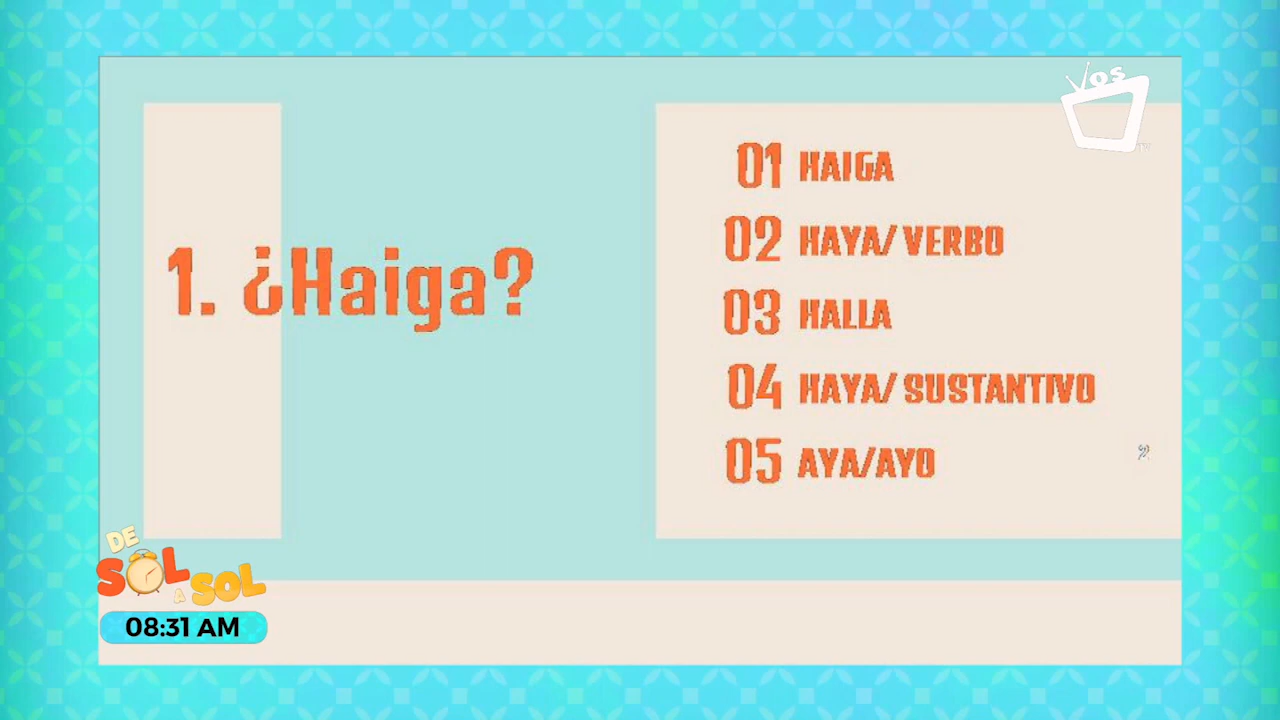 VOS
TV
1. ¿Haiga?
01 HAIGA
02 HAYA/ VERBO
03 HALLA
04 HAYA/ SUSTANTIVO
05 AYA/AYO
DE
SOL
A SOL
08:31 AM